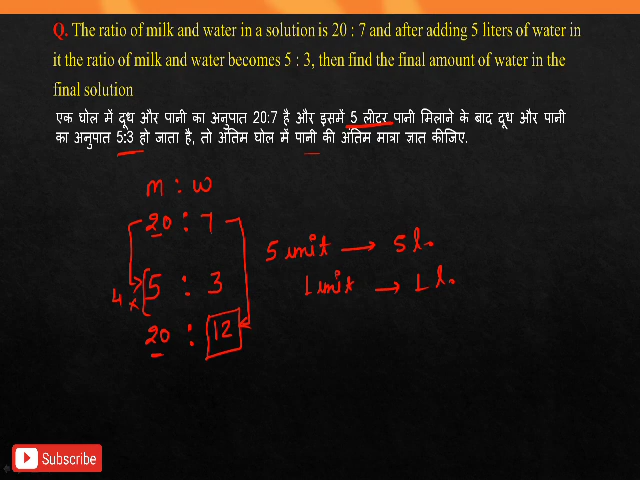 Q. The ratio of milk and water in a solution is 20 : 7 and after adding 5 liters of water in
it the ratio of milk and water becomes 5 : 3, then find the final amount of water in the
final solution
एक घोल में दूध और पानी का अनुपात 20:7 है और इसमें 5 लीटर पानी मिलाने के बाद दूध और पानी
का अनुपात 5:3 हो जाता है, तो अंतिम घोल में पानी की अंतिम मात्रा ज्ञात कीजिए.
m : w
20 : 7
5 unit → 5 l.
4 × 5 : 3
1 unit → 1 l.
20 : 12
Subscribe